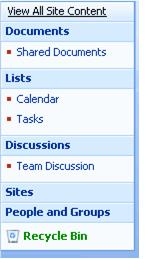 View All Site Content
Documents
Shared Documents
Lists
Calendar
Tasks
Discussions
Team Discussion
Sites
People and Groups
Recycle Bin